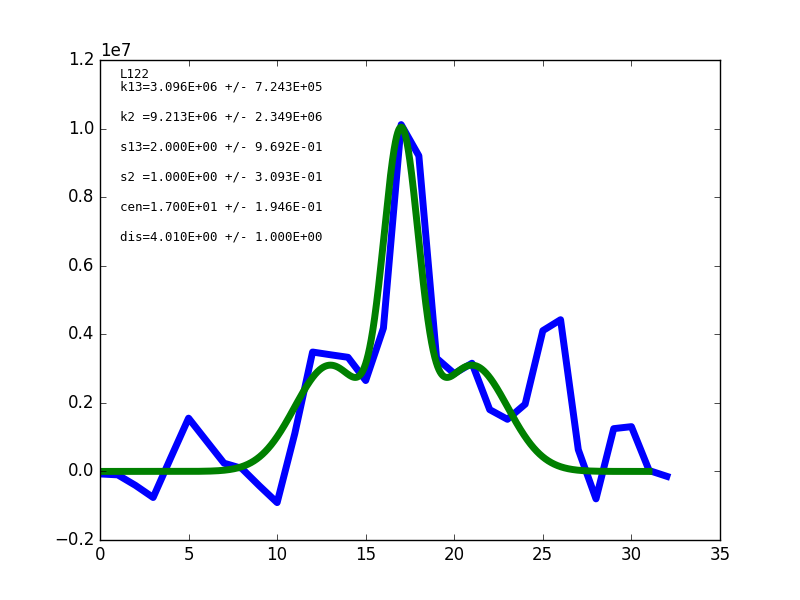 1e7
1.2
1.0
0.8
0.6
0.4
0.2
0.0
−0.2
L122
k13=3.096E+06 +/- 7.243E+05
k2 =9.213E+06 +/- 2.349E+06
s13=2.000E+00 +/- 9.692E-01
s2 =1.000E+00 +/- 3.093E-01
cen=1.700E+01 +/- 1.946E-01
dis=4.010E+00 +/- 1.000E+00
0 5 10 15 20 25 30 35